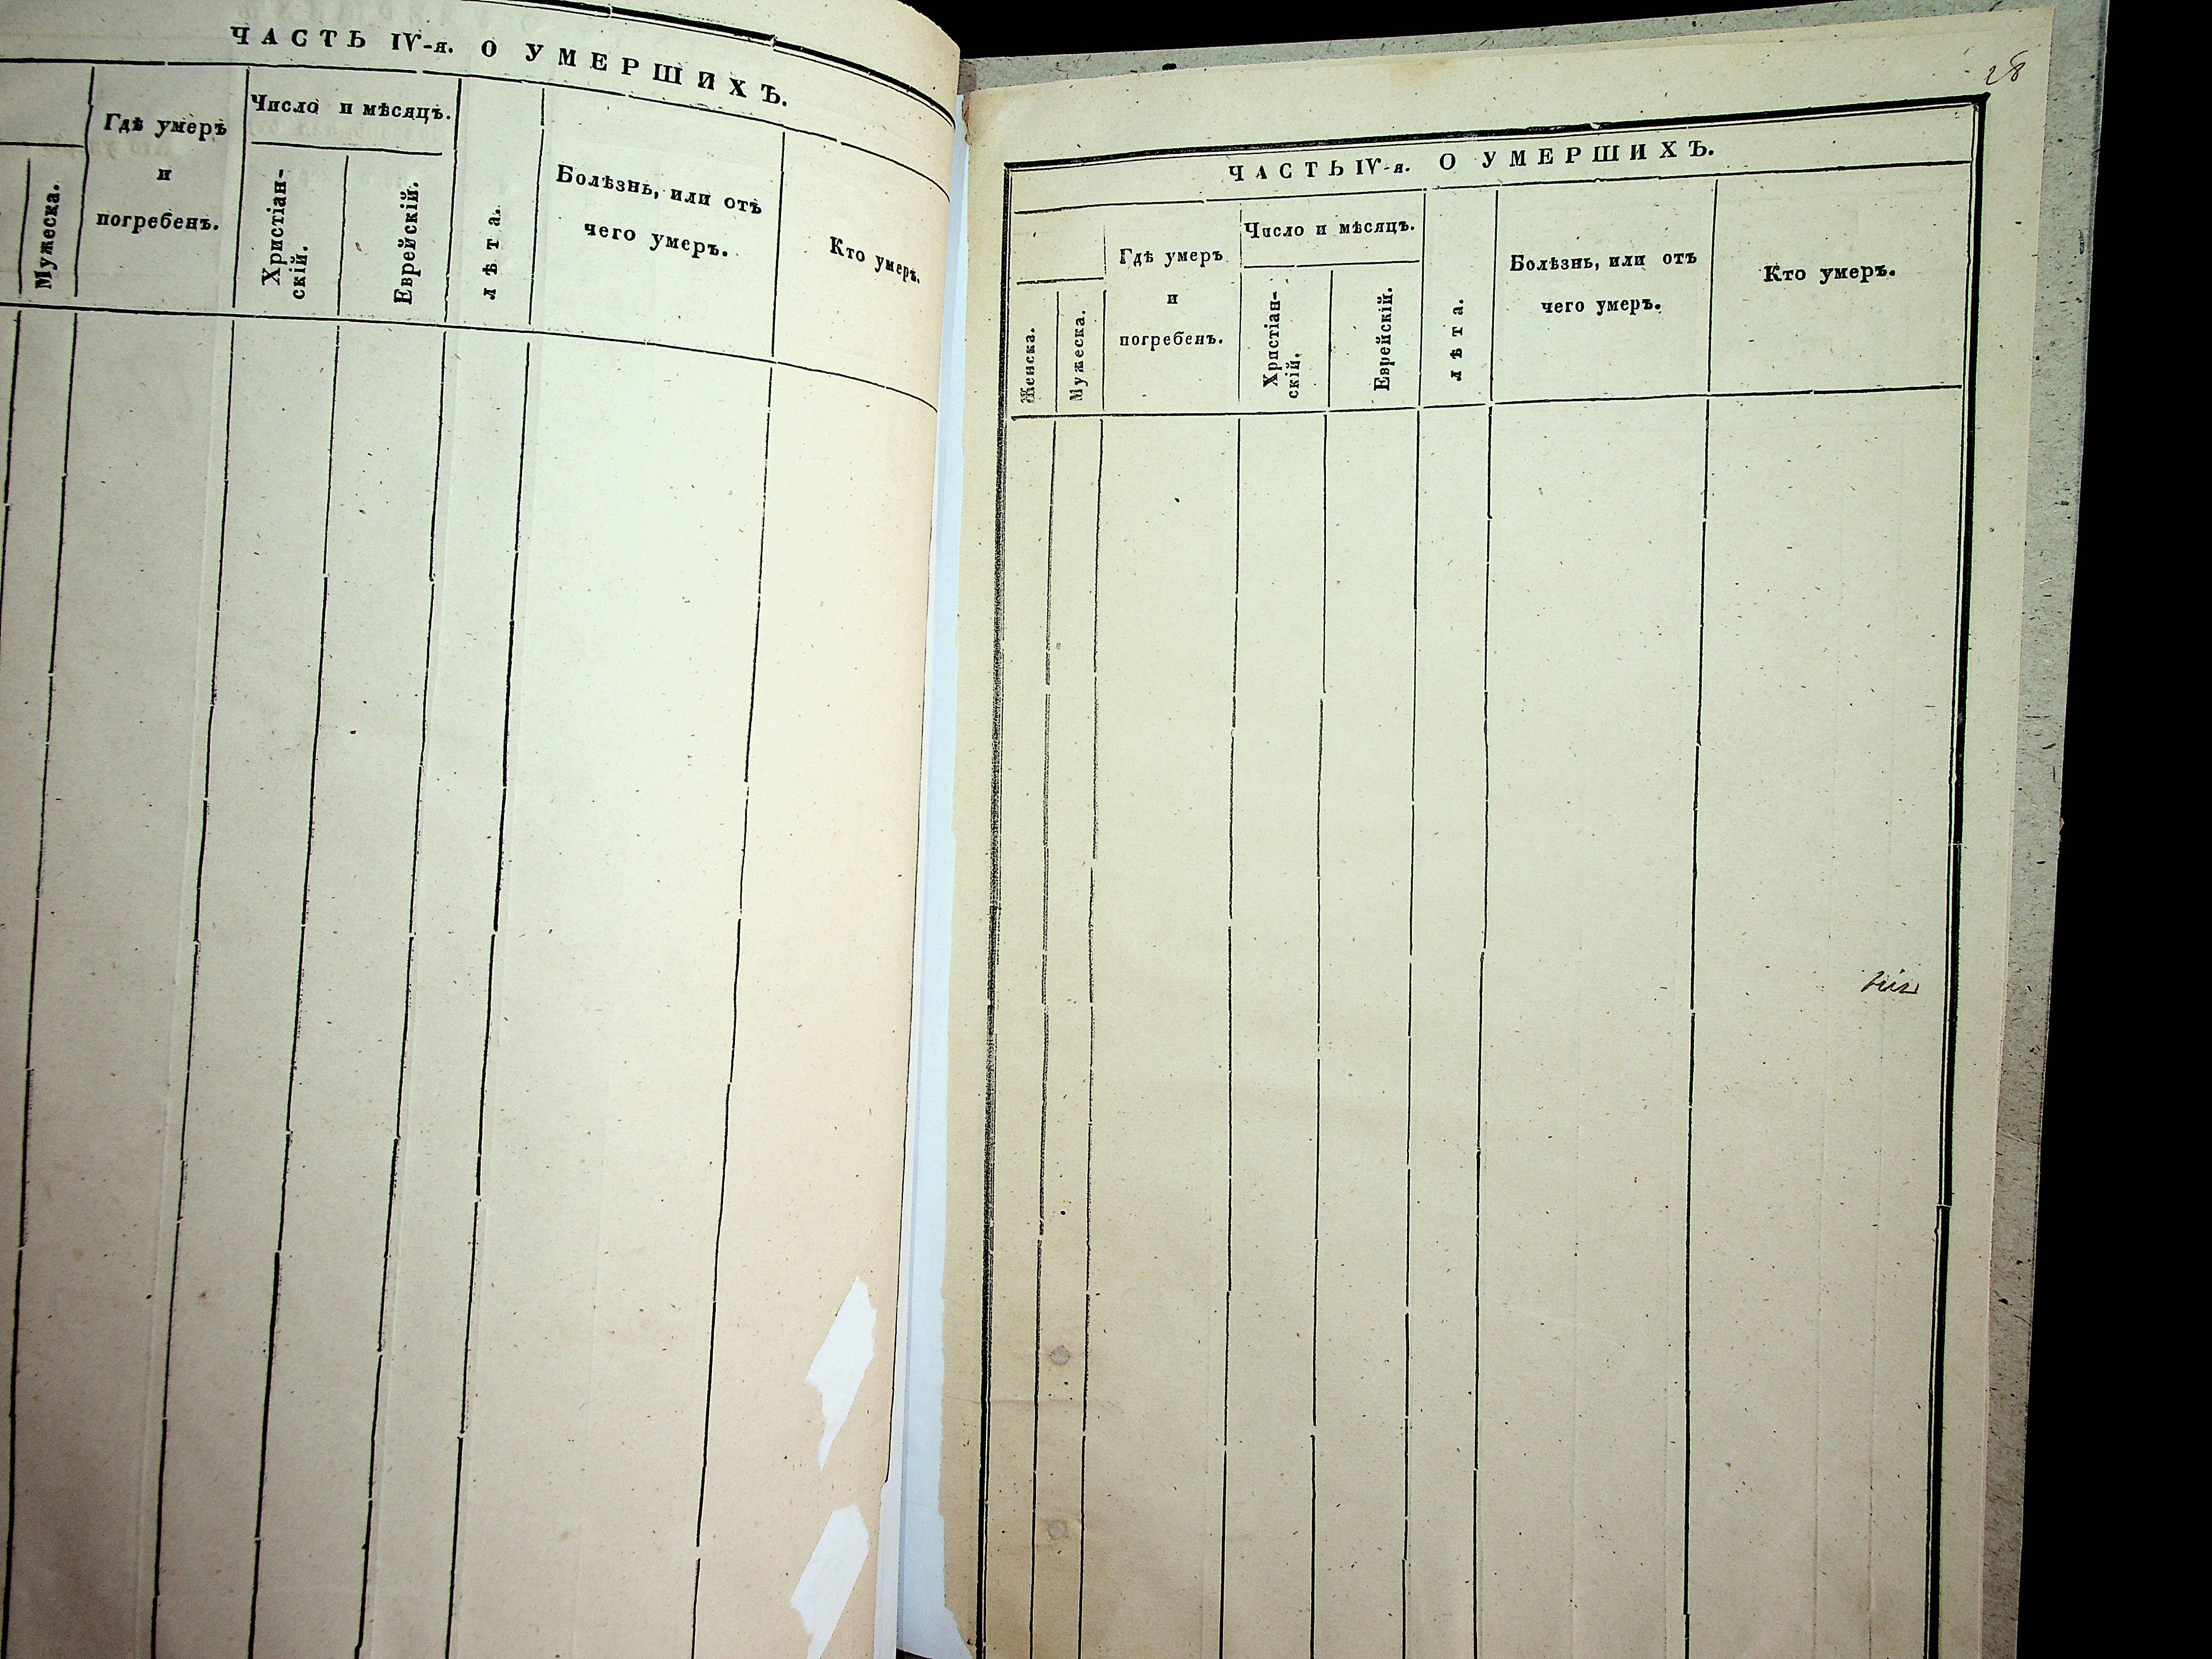 ЧАСТЬ IV-я. О УМЕРШИХЪ.
Мужеска.
Гдѣ умеръ
и
погребенъ.
Число и мѣсяцъ.
Христіан-
скій.
Еврейскій.
лѣта.
Болѣзнь, или отъ
чего умеръ.
Кто умеръ.
28
ЧАСТЬ IV-я. О УМЕРШИХЪ.
Женска.
Мужеска.
Гдѣ умеръ
и
погребенъ.
Число и мѣсяцъ.
Христіан-
скій.
Еврейскій.
лѣта.
Болѣзнь, или отъ
чего умеръ.
Кто умеръ.